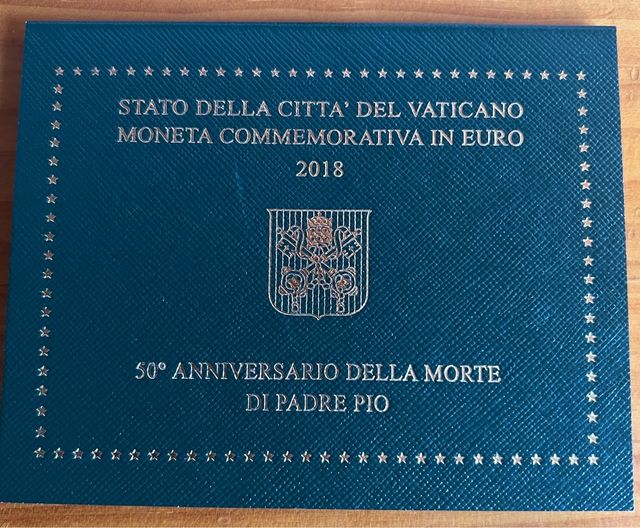 STATO DELLA CITTA' DEL VATICANO
MONETA COMMEMORATIVA IN EURO
2018
50° ANNIVERSARIO DELLA MORTE
DI PADRE PIO